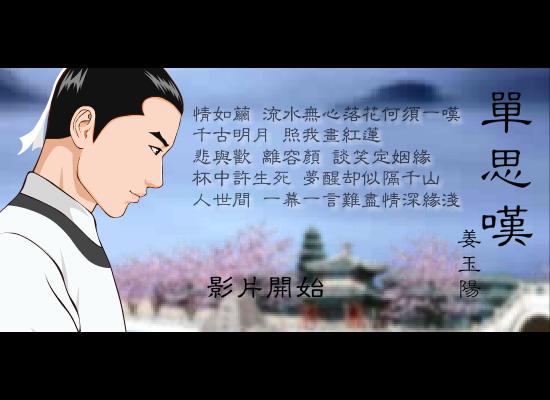 單思嘆
姜玉陽
情如繭 流水無心落花何須一嘆
千古明月 照我畫紅蓮
悲與歡 離容顏 談笑定姻緣
杯中許生死 夢醒却似隔千山
人世間 一幕一言難盡情深緣淺
影片開始